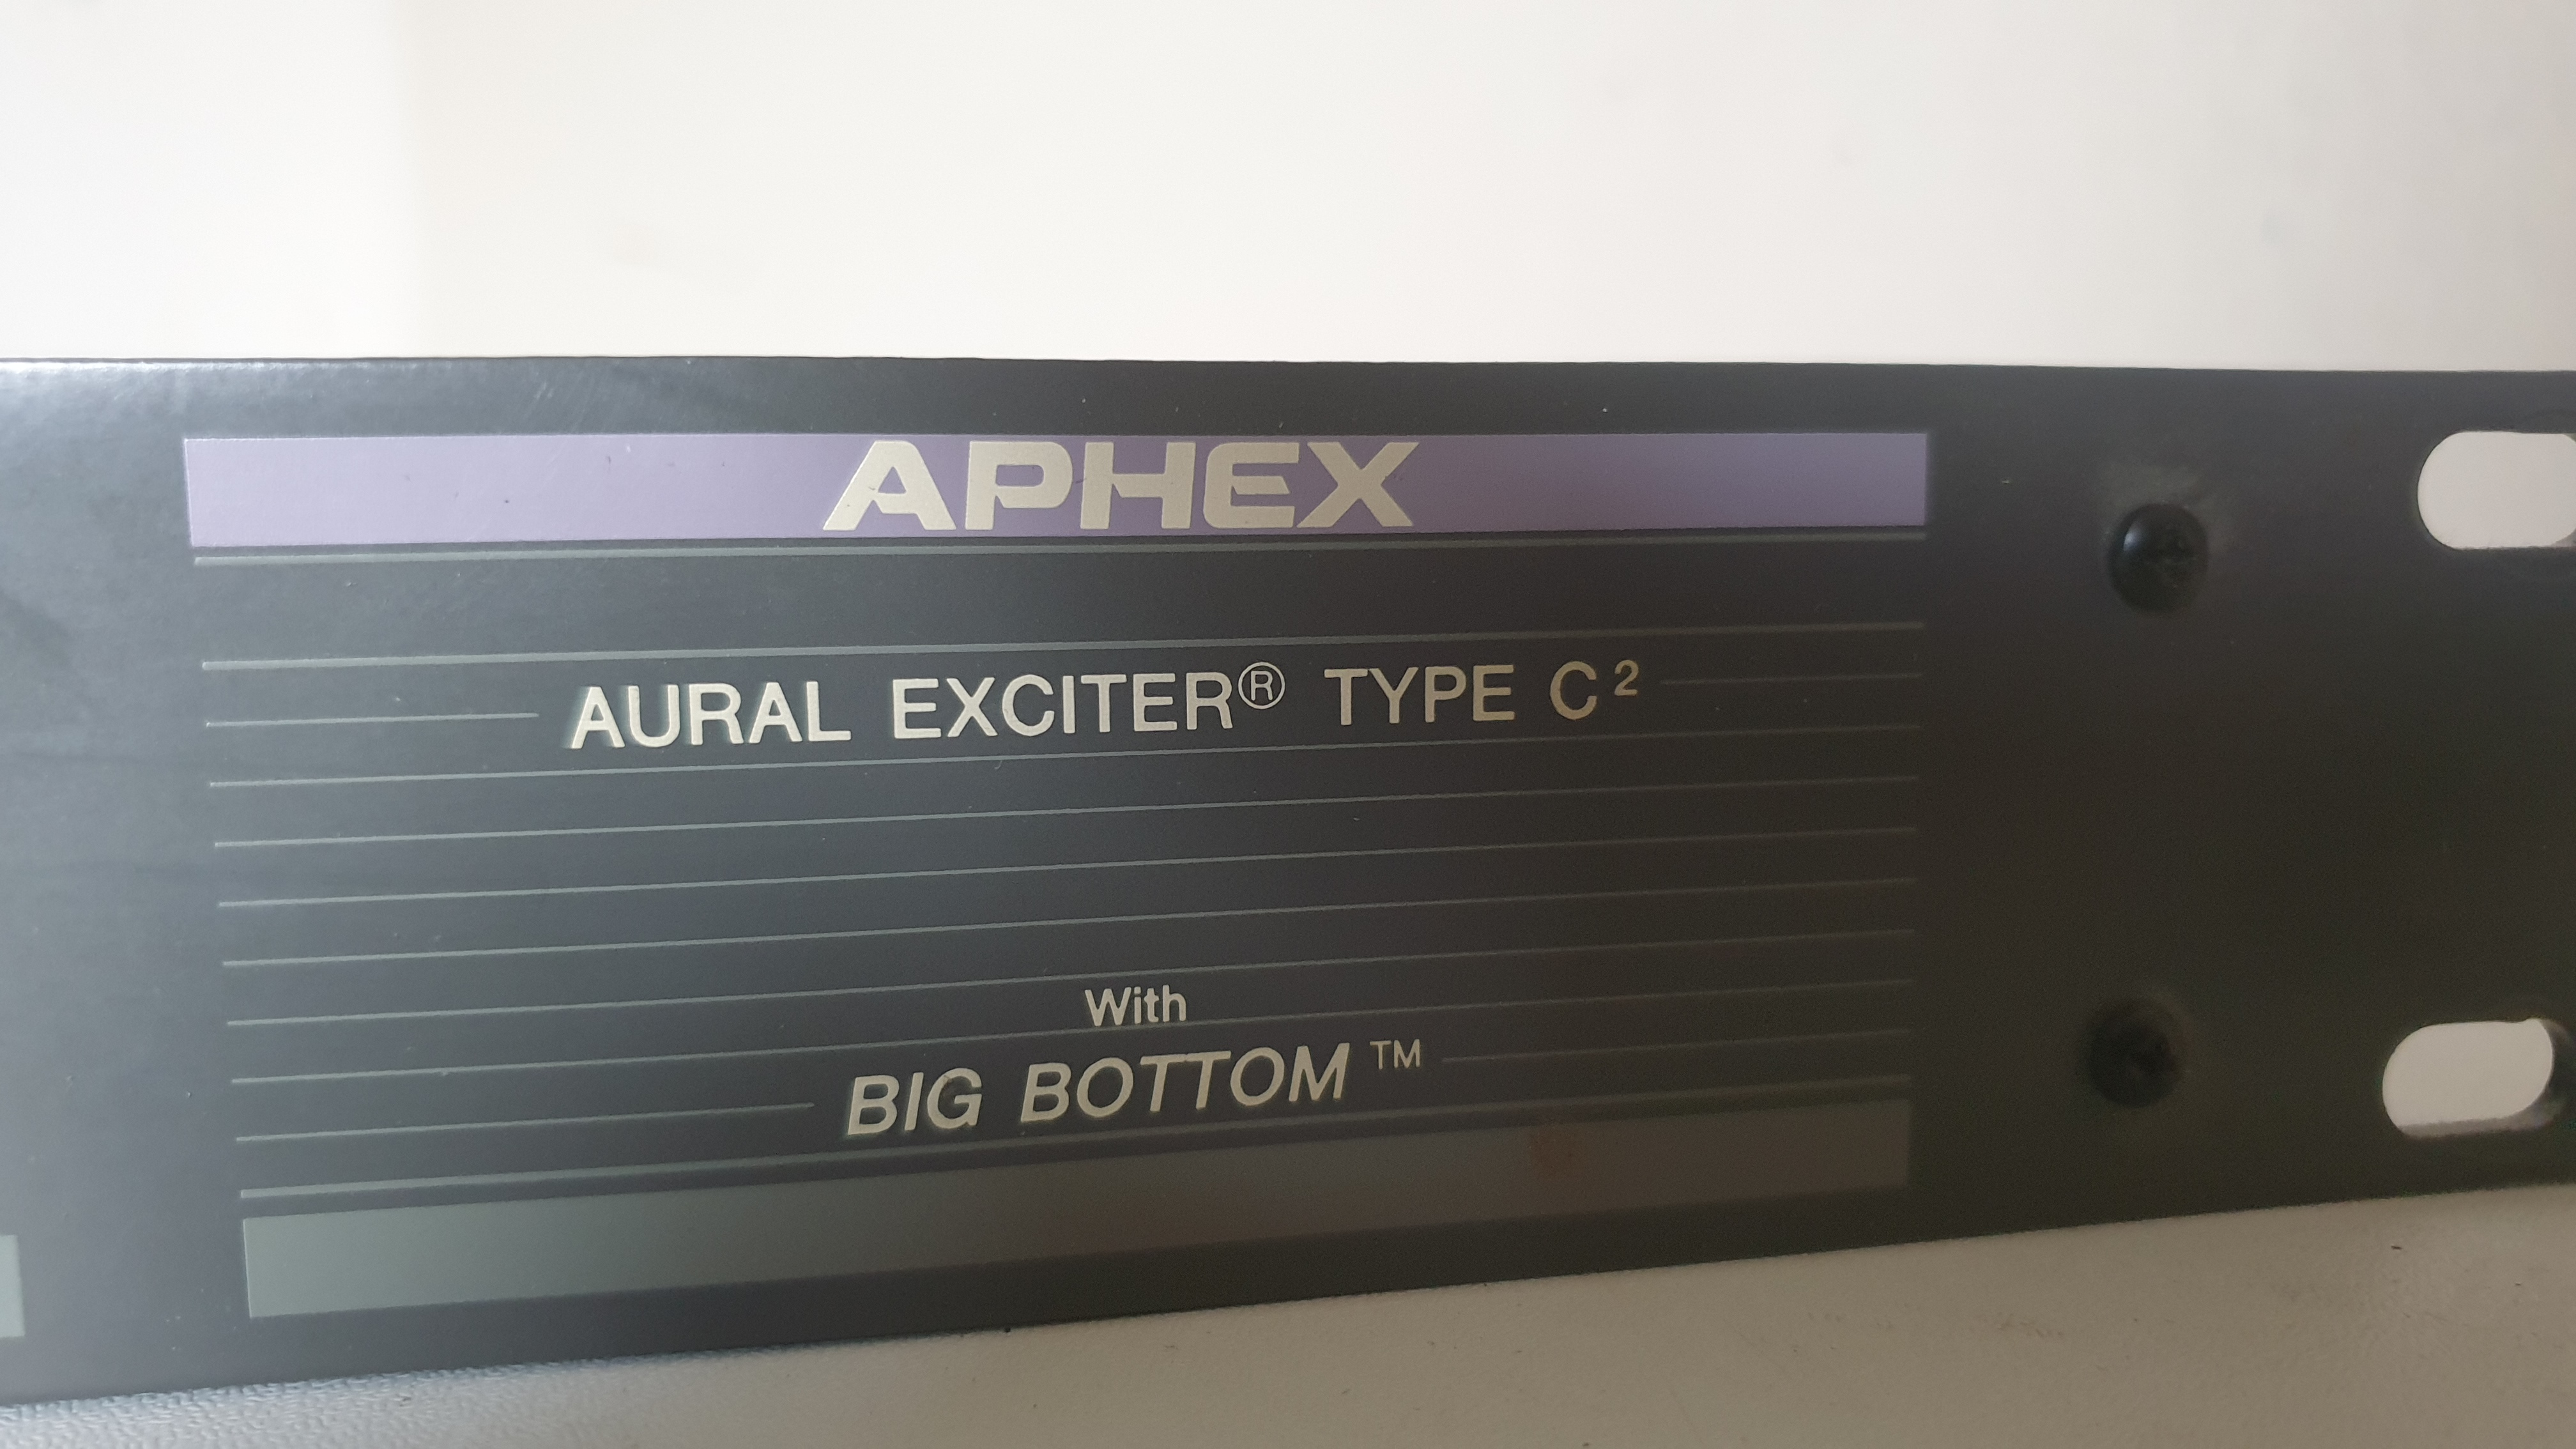 APHEX
AURAL EXCITER® TYPE C²
With
BIG BOTTOM™